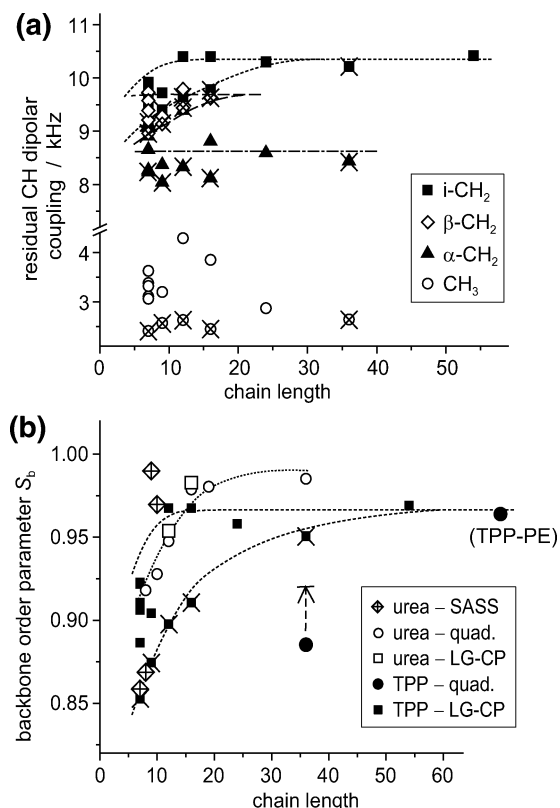 (a)
residual CH dipolar
coupling / kHz
11
10
9
8
4
3
i-CH₂
β-CH₂
α-CH₂
CH₃
0 10 20 30 40 50
chain length
(b)
backbone order parameter S_b
1.00
0.95
0.90
0.85
(TPP-PE)
urea – SASS
urea – quad.
urea – LG-CP
TPP – quad.
TPP – LG-CP
0 10 20 30 40 50 60
chain length